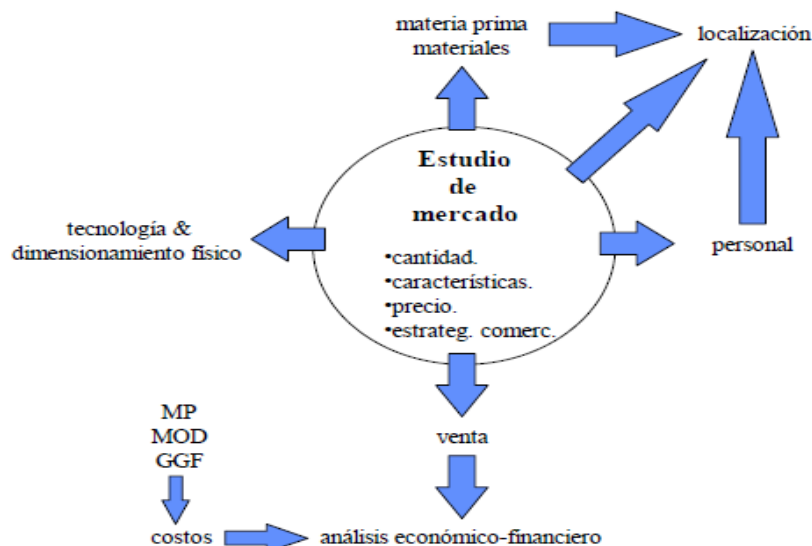 materia prima
materiales
localización
Estudio
de
mercado
•cantidad.
•características.
•precio.
•estrateg. comerc.
tecnología &
dimensionamiento físico
personal
MP
MOD
GGF
venta
costos
análisis económico-financiero